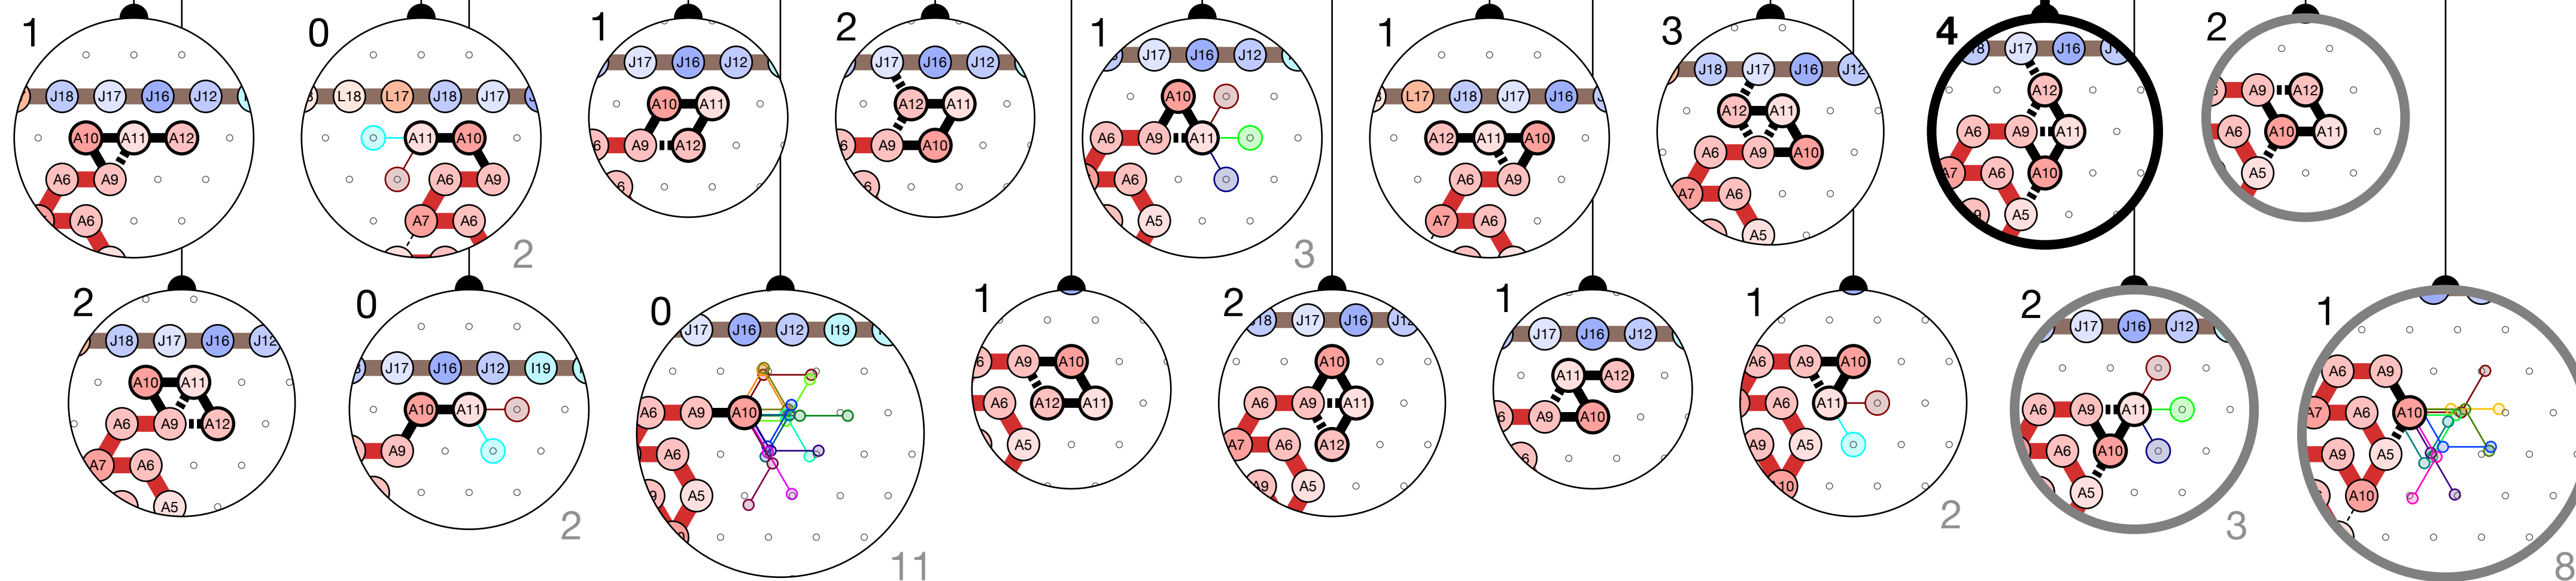 1
J18 J17 J16 J12
A10 A11 A12
A6 A9
A6
0
L18 L17 J18 J17
A11 A10
A6 A9
A7 A6
2
1
J17 J16 J12
A10 A11
A9 A12
2
J17 J16 J12
A12 A11
A9 A10
1
J17 J16 J12
A10
A6 A9 A11
A6
A5
3
1
L17 J18 J17 J16
A12 A11 A10
A6 A9
A7 A6
3
J18 J17 J16 J12
A12 A11
A6 A9 A10
A7 A6
A5
4
J17 J16
A12
A6 A9 A11
A7 A6 A10
A5
2
A9 A12
A6 A10 A11
A5
2
J18 J17 J16 J12
A10 A11
A6 A9 A12
A7 A6
A5
0
J17 J16 J12 I19
A10 A11
A9
2
0
J17 J16 J12 I19
A6 A9 A10
A6
A5
11
1
A9 A10
A6 A12 A11
A5
2
J18 J17 J16 J12
A10
A6 A9 A11
A7 A6 A12
A9 A5
1
J17 J16 J12
A11 A12
A9 A10
1
A6 A9 A10
A6 A11
A9 A5
A10
2
2
J17 J16 J12
A6 A9 A11
A6 A10
A5
3
1
A6 A9
A7 A6 A10
A9 A5
A10
8